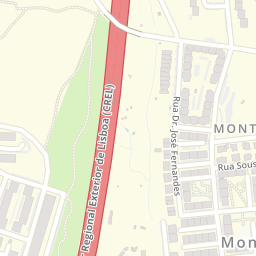 Regional Exterior de Lisboa (CREL)
Rua Dr. José Fernandes
MONT
Rua Sous
Mon